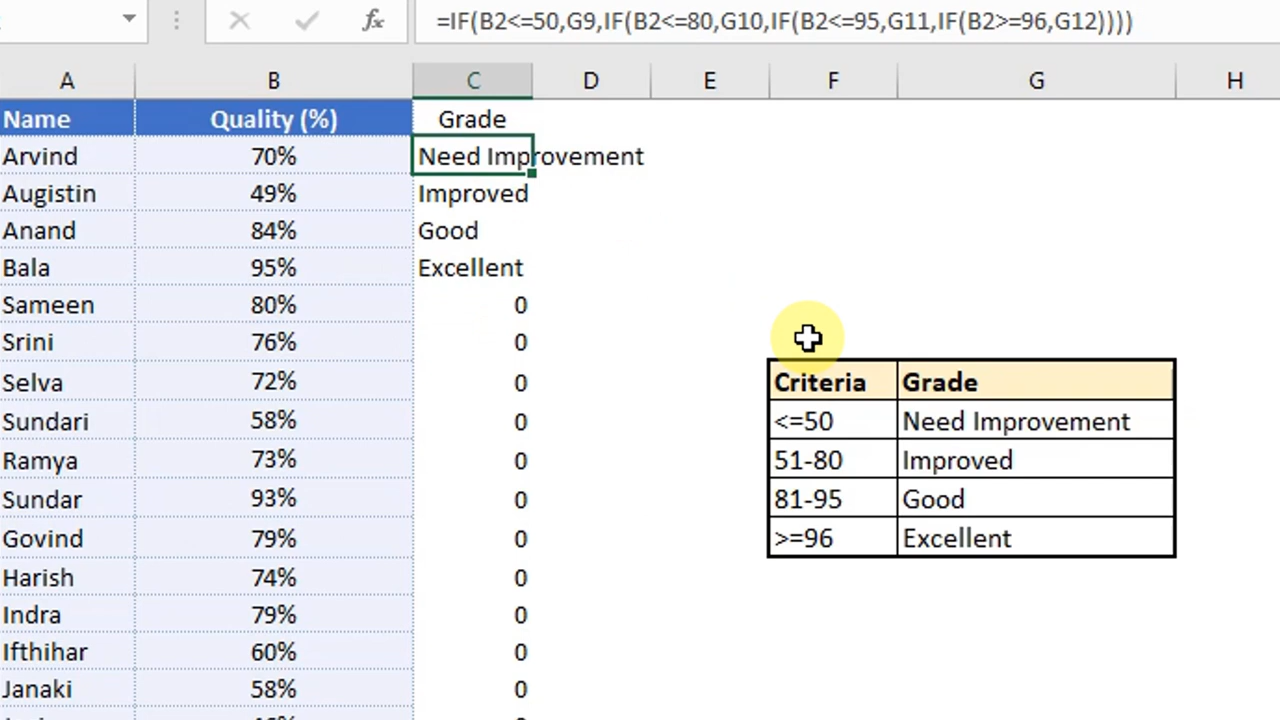 fx =IF(B2<=50,G9,IF(B2<=80,G10,IF(B2<=95,G11,IF(B2>=96,G12))))
A B C D E F G H
Name Quality (%) Grade
Arvind 70% Need Improvement
Augistin 49% Improved
Anand 84% Good
Bala 95% Excellent
Sameen 80% 0
Srini 76% 0
Criteria Grade
Selva 72% 0
<=50 Need Improvement
Sundari 58% 0
51-80 Improved
Ramya 73% 0
81-95 Good
Sundar 93% 0
>=96 Excellent
Govind 79% 0
Harish 74% 0
Indra 79% 0
Ifthihar 60% 0
Janaki 58% 0